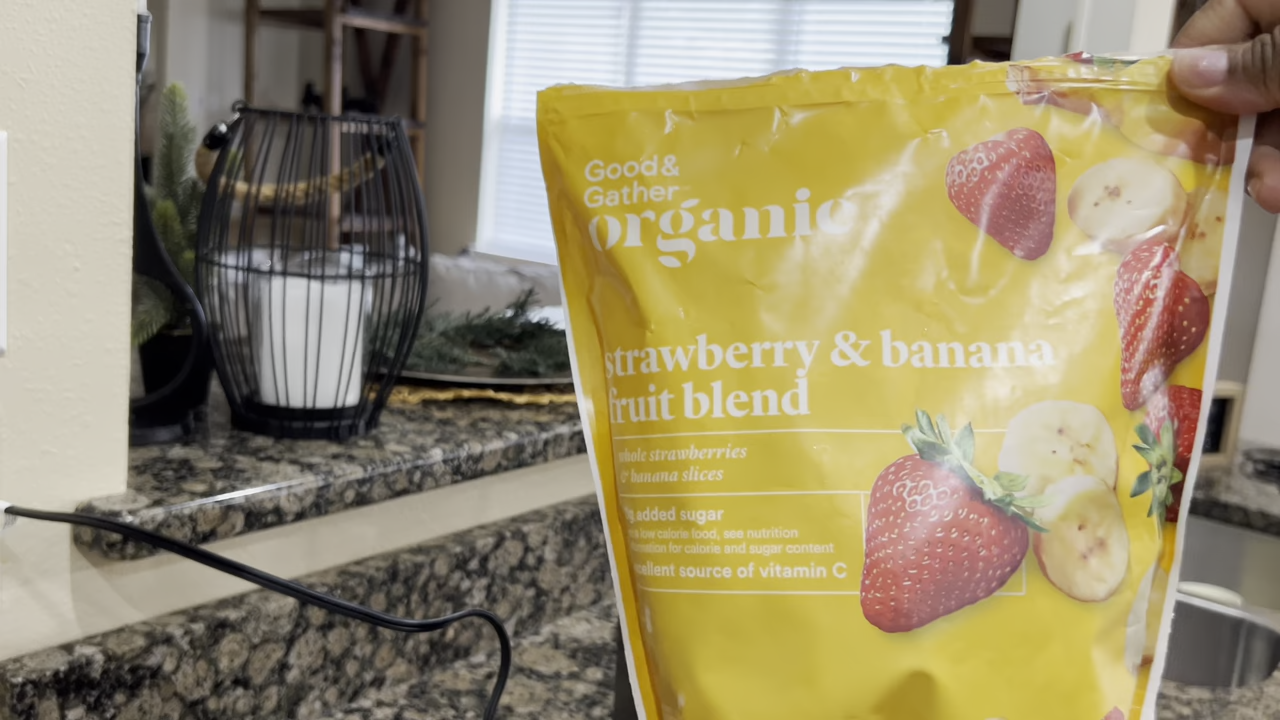 Good&
Gather
organic
strawberry & banana
fruit blend
whole strawberries
& banana slices
added sugar
a low calorie food, see nutrition
information for calorie and sugar content
excellent source of vitamin C